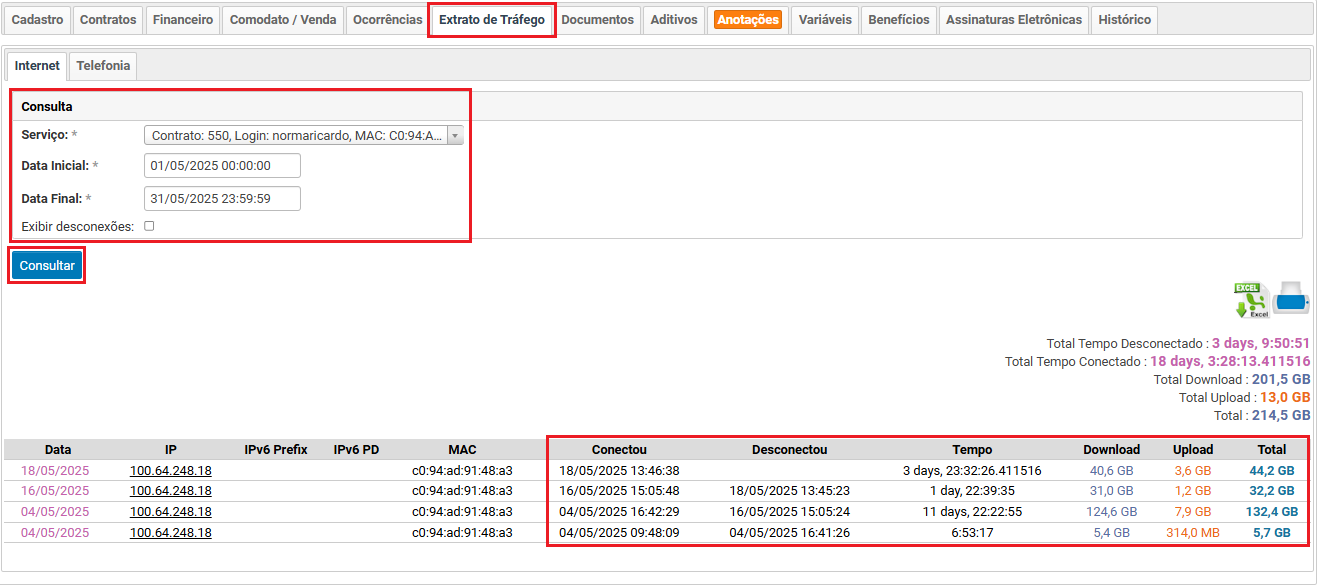 Cadastro Contratos Financeiro Comodato / Venda Ocorrências Extrato de Tráfego Documentos Aditivos Anotações Variáveis Benefícios Assinaturas Eletrônicas Histórico
Internet Telefonia
Consulta
Serviço: * Contrato: 550, Login: normaricardo, MAC: C0:94:A...
Data Inicial: * 01/05/2025 00:00:00
Data Final: * 31/05/2025 23:59:59
Exibir desconexões:
Consultar
EXCEL
Excel
Total Tempo Desconectado : 3 days, 9:50:51
Total Tempo Conectado : 18 days, 3:28:13.411516
Total Download : 201,5 GB
Total Upload : 13,0 GB
Total : 214,5 GB
Data IP IPv6 Prefix IPv6 PD MAC Conectou Desconectou Tempo Download Upload Total
18/05/2025 100.64.248.18 c0:94:ad:91:48:a3 18/05/2025 13:46:38 3 days, 23:32:26.411516 40,6 GB 3,6 GB 44,2 GB
16/05/2025 100.64.248.18 c0:94:ad:91:48:a3 16/05/2025 15:05:48 18/05/2025 13:45:23 1 day, 22:39:35 31,0 GB 1,2 GB 32,2 GB
04/05/2025 100.64.248.18 c0:94:ad:91:48:a3 04/05/2025 16:42:29 16/05/2025 15:05:24 11 days, 22:22:55 124,6 GB 7,9 GB 132,4 GB
04/05/2025 100.64.248.18 c0:94:ad:91:48:a3 04/05/2025 09:48:09 04/05/2025 16:41:26 6:53:17 5,4 GB 314,0 MB 5,7 GB